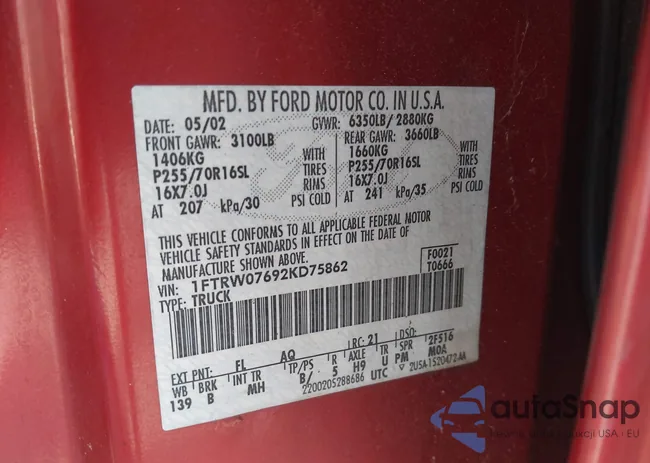 MFD. BY FORD MOTOR CO. IN U.S.A.
DATE: 05/02 GVWR: 6350LB/2880KG
FRONT GAWR: 3100LB REAR GAWR: 3660LB
1406KG WITH 1660KG WITH
P255/70R16SL TIRES P255/70R16SL TIRES
16X7.0J RIMS 16X7.0J RIMS
AT 207 kPa/30 PSI COLD AT 241 kPa/35 PSI COLD
THIS VEHICLE CONFORMS TO ALL APPLICABLE FEDERAL MOTOR
VEHICLE SAFETY STANDARDS IN EFFECT ON THE DATE OF
MANUFACTURE SHOWN ABOVE.
VIN: 1FTRW07692KD75862 F0021
TYPE: TRUCK T0666
EXT PNT: FL AQ RC: 21 DSO:
WB BRK INT TR TP/PS R AXLE TR SPR 2F516
139 B MH B/ 5 H9 U PM MOA
2200205288686 UTC ▽ 2USA-1520472-AA
autoSnap
USA · EU